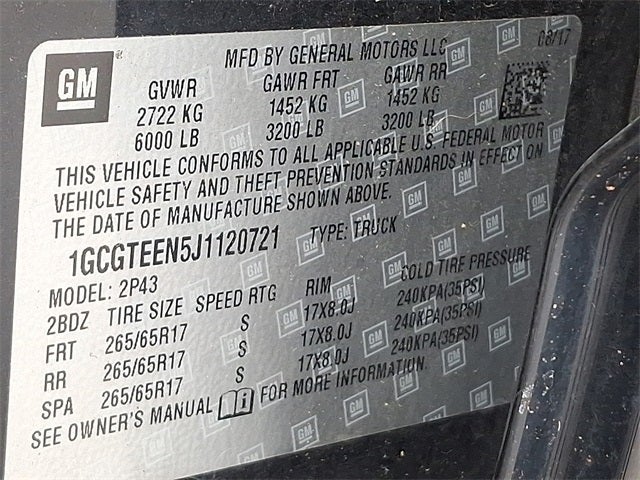 GM
MFD BY GENERAL MOTORS LLC 08/17
GVWR GAWR FRT GAWR RR
2722 KG 1452 KG 1452 KG
6000 LB 3200 LB 3200 LB
THIS VEHICLE CONFORMS TO ALL APPLICABLE U.S. FEDERAL MOTOR
VEHICLE SAFETY AND THEFT PREVENTION STANDARDS IN EFFECT ON
THE DATE OF MANUFACTURE SHOWN ABOVE.
1GCGTEEN5J1120721 TYPE: TRUCK
MODEL: 2P43
2BDZ TIRE SIZE SPEED RTG RIM COLD TIRE PRESSURE
FRT 265/65R17 S 17X8.0J 240KPA(35PSI)
RR 265/65R17 S 17X8.0J 240KPA(35PSI)
SPA 265/65R17 S 17X8.0J 240KPA(35PSI)
SEE OWNER'S MANUAL FOR MORE INFORMATION.